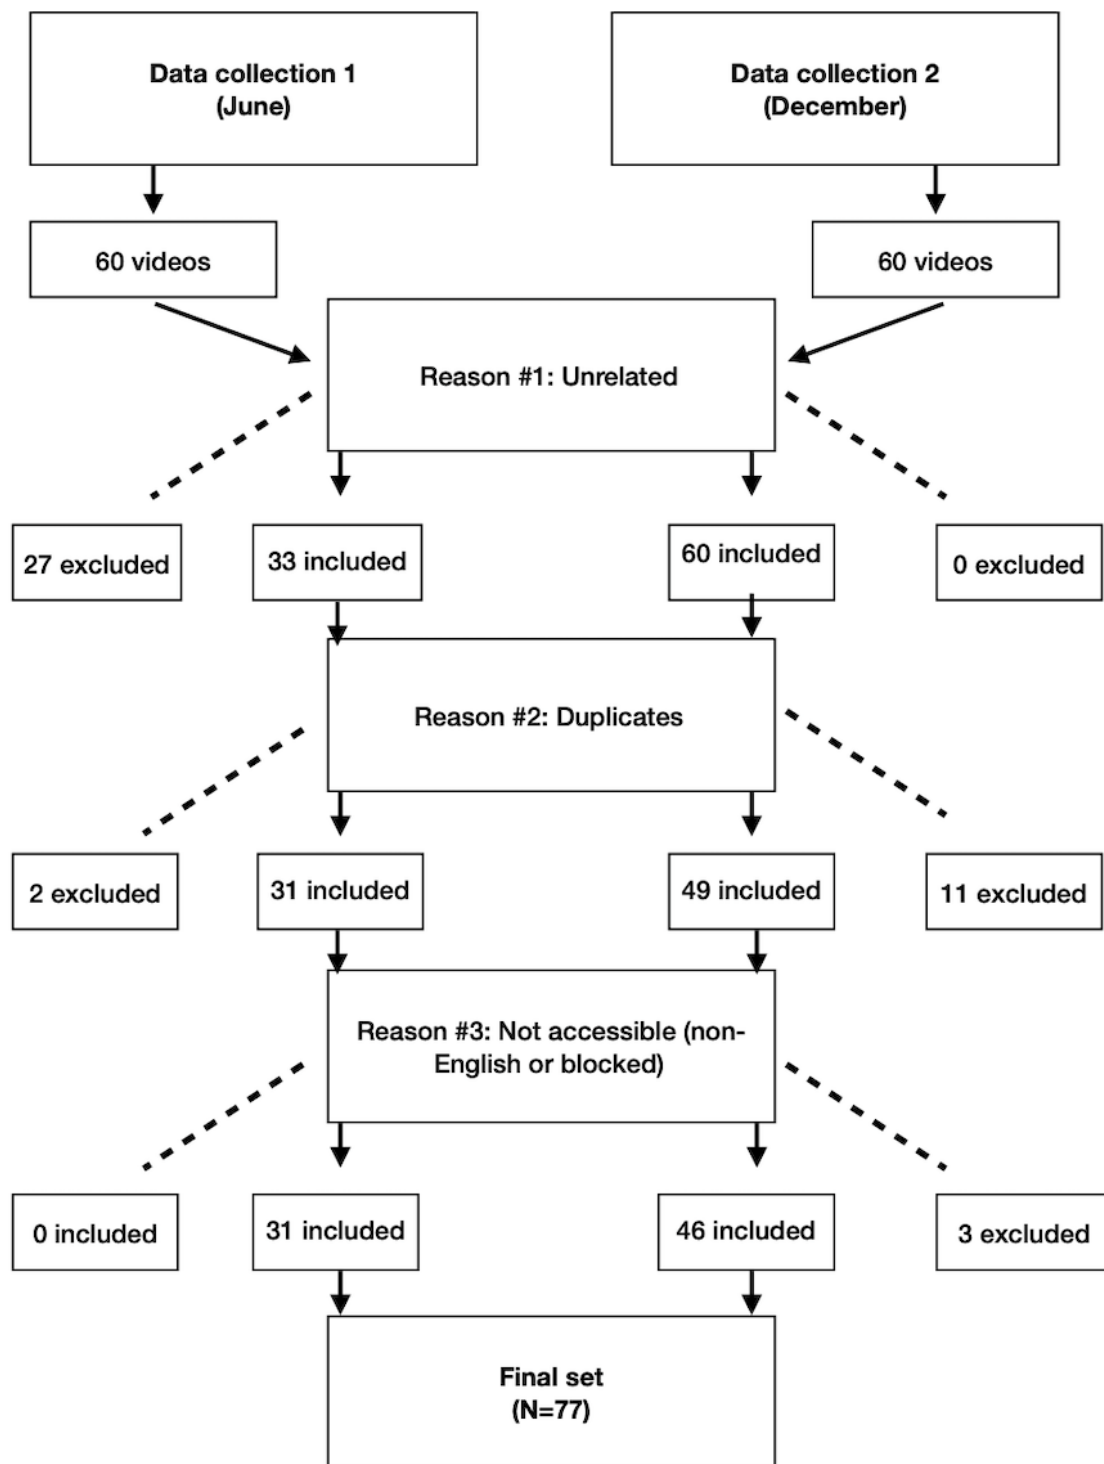 Data collection 1
(June)
Data collection 2
(December)
60 videos
60 videos
Reason #1: Unrelated
27 excluded
33 included
60 included
0 excluded
Reason #2: Duplicates
2 excluded
31 included
49 included
11 excluded
Reason #3: Not accessible (non-
English or blocked)
0 included
31 included
46 included
3 excluded
Final set
(N=77)